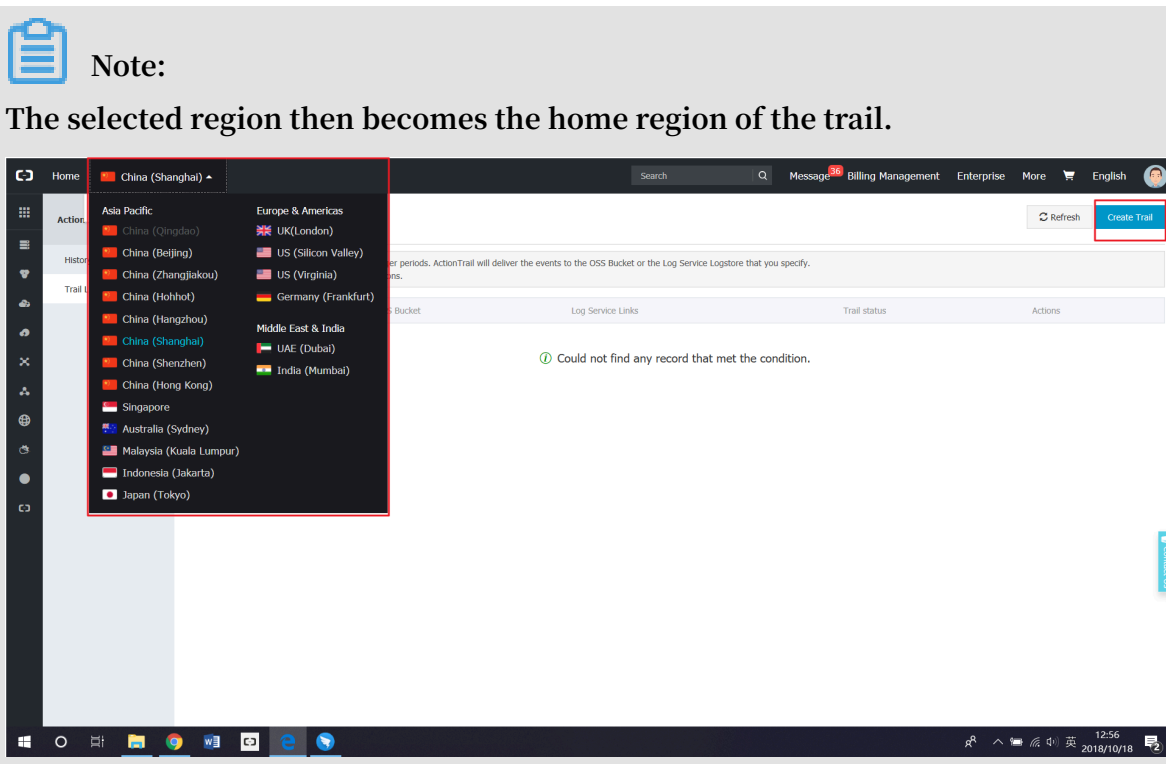 Note:
The selected region then becomes the home region of the trail.
Home China (Shanghai) Search Message 36 Billing Management Enterprise More English
Asia Pacific
China (Qingdao)
China (Beijing)
China (Zhangjiakou)
China (Hohhot)
China (Hangzhou)
China (Shanghai)
China (Shenzhen)
China (Hong Kong)
Singapore
Australia (Sydney)
Malaysia (Kuala Lumpur)
Indonesia (Jakarta)
Japan (Tokyo)
Europe & Americas
UK(London)
US (Silicon Valley)
US (Virginia)
Germany (Frankfurt)
Middle East & India
UAE (Dubai)
India (Mumbai)
Refresh Create Trail
er periods. ActionTrail will deliver the events to the OSS Bucket or the Log Service Logstore that you specify.
Bucket Log Service Links Trail status Actions
Could not find any record that met the condition.
英 12:56
2018/10/18